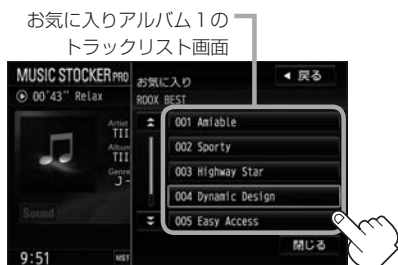 お気に入りアルバム１の
トラックリスト画面
MUSIC STOCKER PRO
お気に入り
◀ 戻る
00'43" Relax
ROOX BEST
Artist
TII
Album
TII
Genre
J-
001 Amiable
002 Sporty
003 Highway Star
004 Dynamic Design
005 Easy Access
Sound
閉じる
9:51
MST